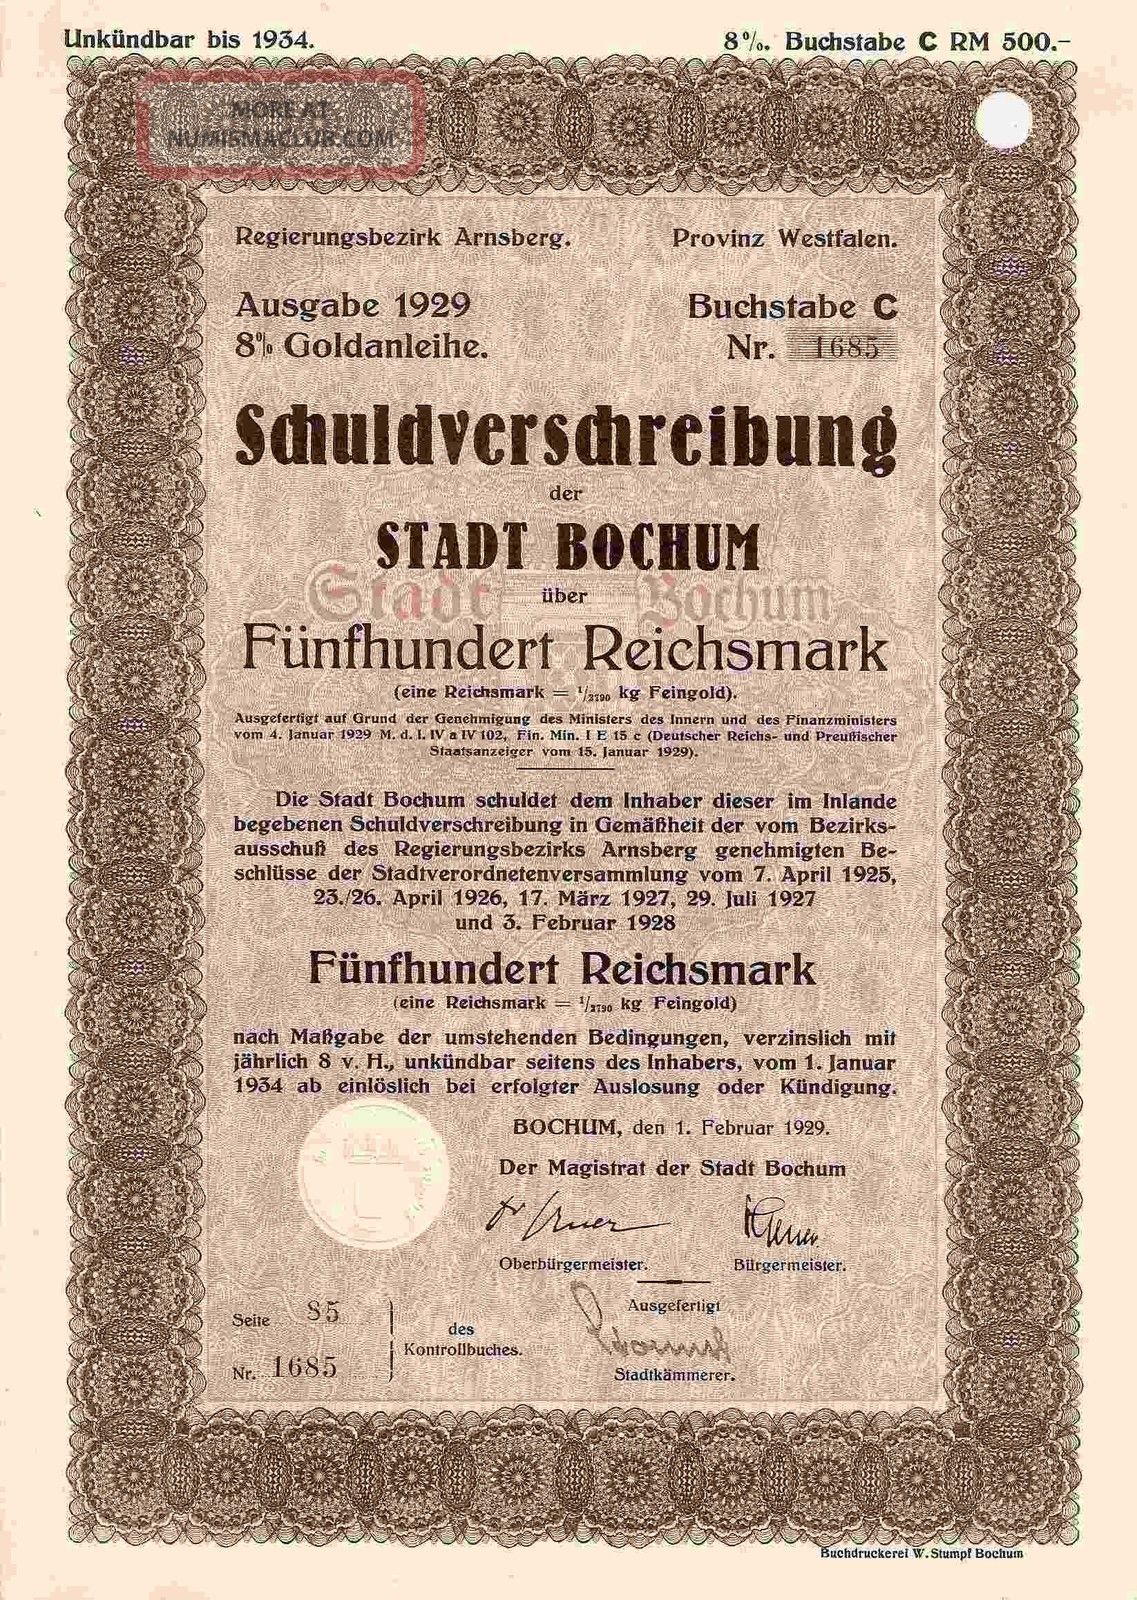 Unkündbar bis 1934.
8%. Buchstabe C RM 500.-
MORE AT
NUMISMACLUB.COM
Regierungsbezirk Arnsberg. Provinz Westfalen.
Ausgabe 1929 Buchstabe C
8% Goldanleihe. Nr. 1685
Schuldverschreibung
der
STADT BOCHUM
Stadt Bochum
über
Fünfhundert Reichsmark
(eine Reichsmark = 1/2790 kg Feingold).
Ausgefertigt auf Grund der Genehmigung des Ministers des Innern und des Finanzministers
vom 4. Januar 1929 M. d. I. IV a IV 102, Fin. Min. I E 15 c (Deutscher Reichs- und Preußischer
Staatsanzeiger vom 15. Januar 1929).
Die Stadt Bochum schuldet dem Inhaber dieser im Inlande
begebenen Schuldverschreibung in Gemäßheit der vom Bezirks-
ausschuß des Regierungsbezirks Arnsberg genehmigten Be-
schlüsse der Stadtverordnetenversammlung vom 7. April 1925,
23./26. April 1926, 17. März 1927, 29. Juli 1927
und 3. Februar 1928
Fünfhundert Reichsmark
(eine Reichsmark = 1/2790 kg Feingold)
nach Maßgabe der umstehenden Bedingungen, verzinslich mit
jährlich 8 v. H., unkündbar seitens des Inhabers, vom 1. Januar
1934 ab einlöslich bei erfolgter Auslosung oder Kündigung.
BOCHUM, den 1. Februar 1929.
Der Magistrat der Stadt Bochum
Oberbürgermeister. Bürgermeister.
Ausgefertigt
Stadtkämmerer.
Seite 85
Nr. 1685
des
Kontrollbuches.
Buchdruckerei W. Stumpf Bochum